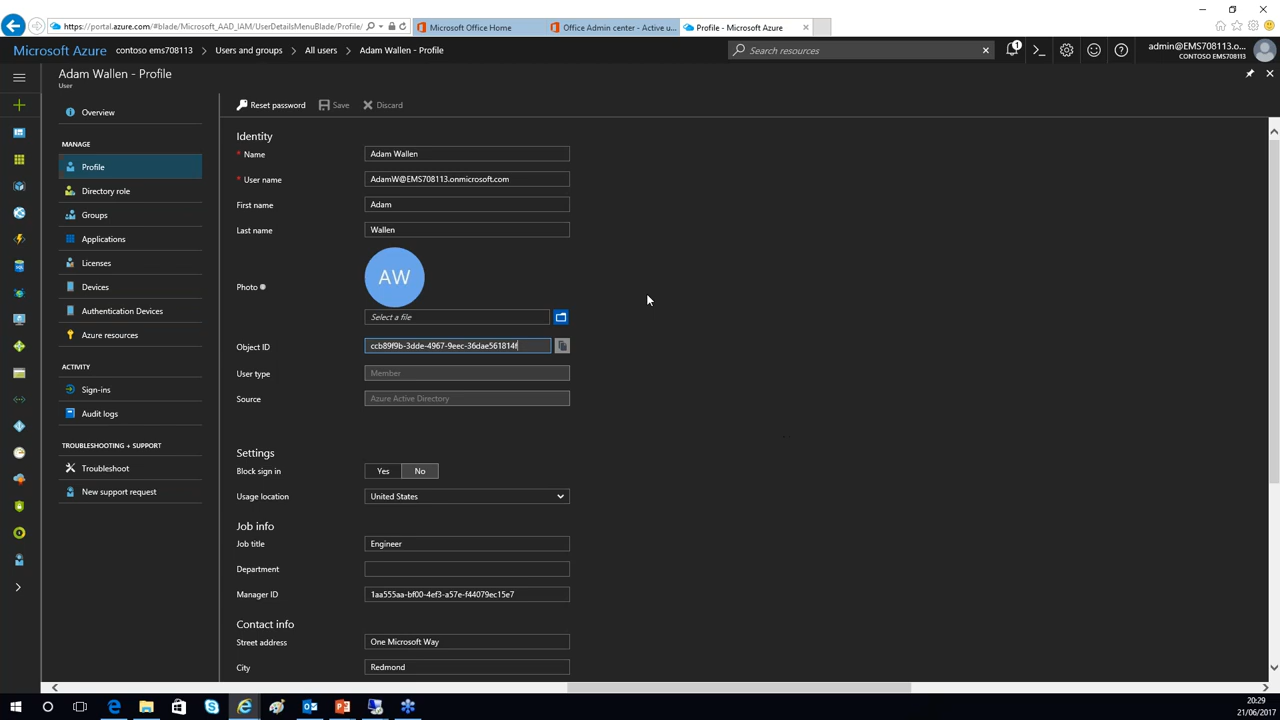 https://portal.azure.com/#blade/Microsoft_AAD_IAM/UserDetailsMenuBlade/Profile/
Microsoft Office Home
Office Admin center - Active u...
Profile - Microsoft Azure
Microsoft Azure
contoso ems708113
Users and groups
All users
Adam Wallen - Profile
Search resources
1
admin@EMS708113.o...
CONTOSO EMS708113
Adam Wallen - Profile
User
Overview
MANAGE
Profile
Directory role
Groups
Applications
Licenses
Devices
Authentication Devices
Azure resources
ACTIVITY
Sign-ins
Audit logs
TROUBLESHOOTING + SUPPORT
Troubleshoot
New support request
Reset password
Save
Discard
Identity
* Name
Adam Wallen
* User name
AdamW@EMS708113.onmicrosoft.com
First name
Adam
Last name
Wallen
Photo
AW
Select a file
Object ID
ccb89f9b-3dde-4967-9eec-36dae561814f
User type
Member
Source
Azure Active Directory
Settings
Block sign in
Yes
No
Usage location
United States
Job info
Job title
Engineer
Department
Manager ID
1aa555aa-bf00-4ef3-a57e-f44079ec15e7
Contact info
Street address
One Microsoft Way
City
Redmond
20:29
21/06/2017